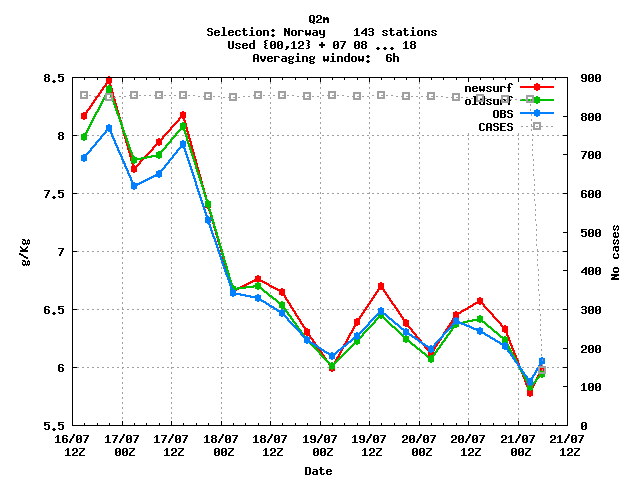 Q2m
Selection: Norway    143 stations
Used {00,12} + 07 08 ... 18
Averaging window:  6h
newsurf
oldsurf
OBS
CASES
8.5
8
7.5
7
6.5
6
5.5
g/Kg
900
800
700
600
500
400
300
200
100
0
No cases
16/07 17/07 17/07 18/07 18/07 19/07 19/07 20/07 20/07 21/07 21/07
12Z 00Z 12Z 00Z 12Z 00Z 12Z 00Z 12Z 00Z 12Z
Date